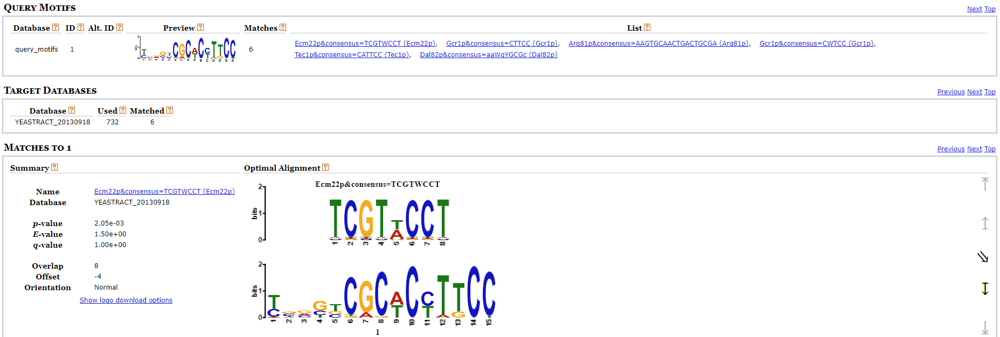 Query Motifs
Next Top
Database ? ID ? Alt. ID ? Preview ? Matches ? List ?
query_motifs 1 6 Ecm22p&consensus=TCGTWCCT (Ecm22p), Gcr1p&consensus=CTTCC (Gcr1p), Arg81p&consensus=AAGTGCAACTGACTGCGA (Arg81p), Gcr1p&consensus=CWTCC (Gcr1p),
Tec1p&consensus=CATTCC (Tec1p), Dal82p&consensus=aaWgYGCGc (Dal82p)
Target Databases
Previous Next Top
Database ? Used ? Matched ?
YEASTRACT_20130918 732 6
Matches to 1
Previous Next Top
Summary ? Optimal Alignment ?
Name Ecm22p&consensus=TCGTWCCT (Ecm22p)
Database YEASTRACT_20130918
p-value 2.05e-03
E-value 1.50e+00
q-value 1.00e+00
Overlap 8
Offset -4
Orientation Normal
Show logo download options
Ecm22p&consensus=TCGTWCCT
bits
2
1
0
1 2 3 4 5 6 7 8
bits
2
1
0
1 2 3 4 5 6 7 8 9 10 11 12 13 14 15
1